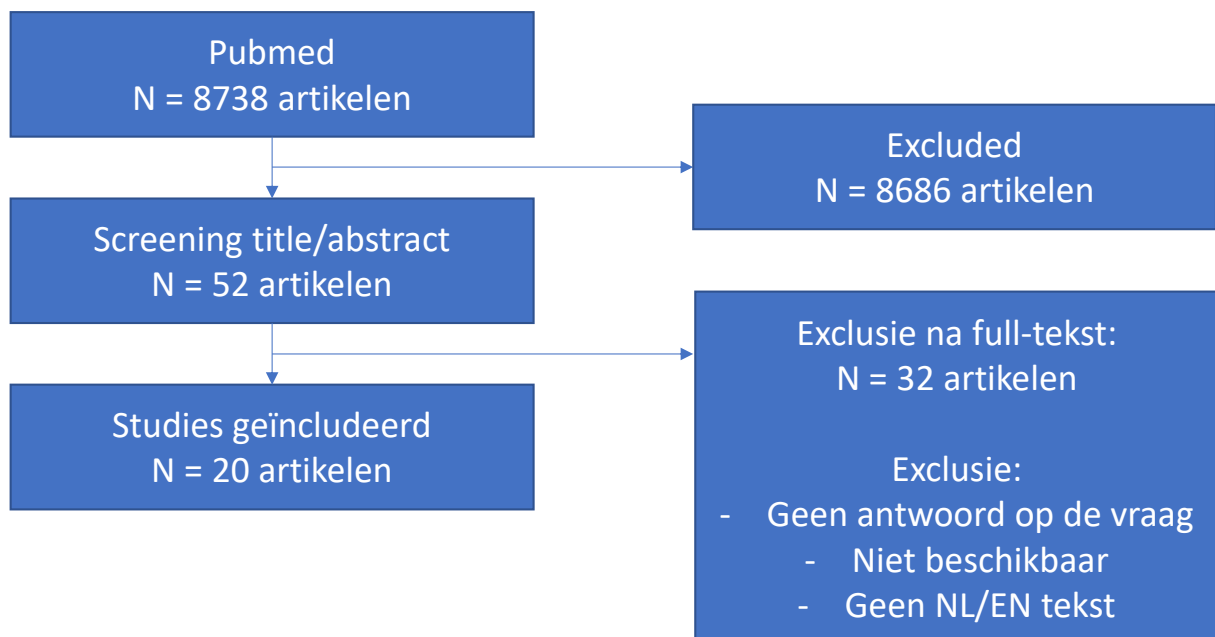 Pubmed
N = 8738 artikelen
Excluded
N = 8686 artikelen
Screening title/abstract
N = 52 artikelen
Exclusie na full-tekst:
N = 32 artikelen
Exclusie:
- Geen antwoord op de vraag
- Niet beschikbaar
- Geen NL/EN tekst
Studies geïncludeerd
N = 20 artikelen